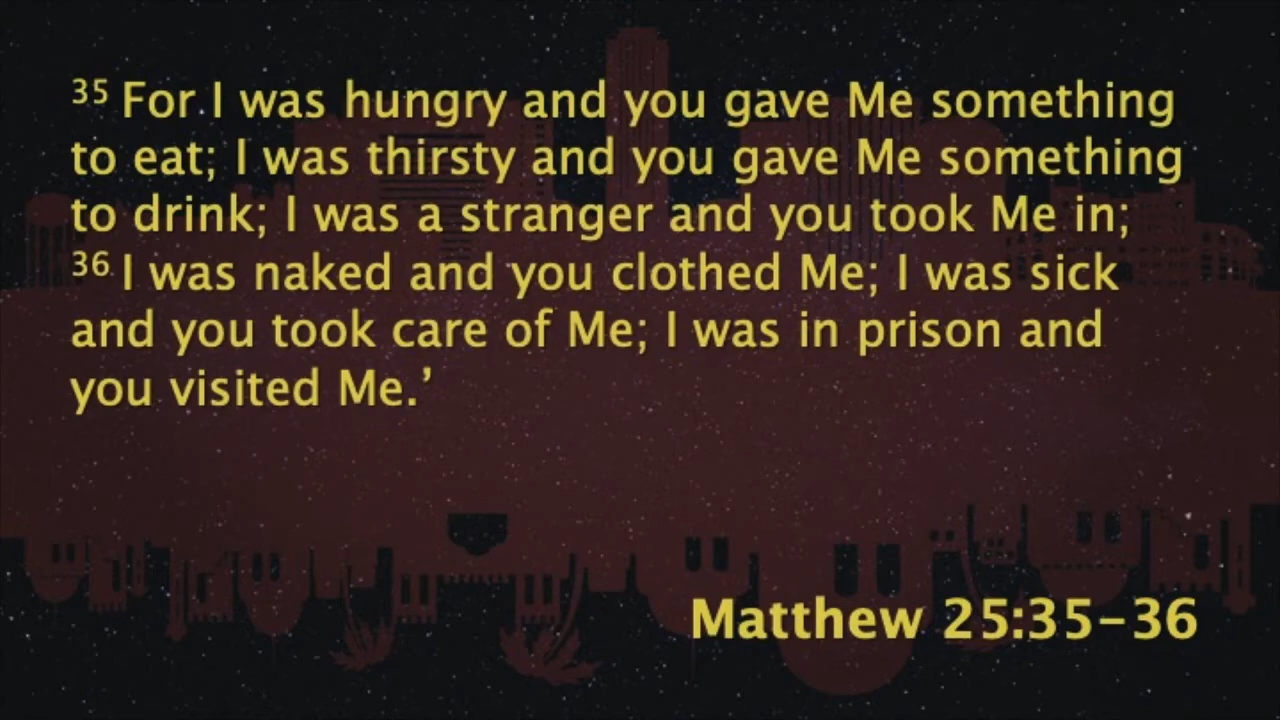 35 For I was hungry and you gave Me something
to eat; I was thirsty and you gave Me something
to drink; I was a stranger and you took Me in;
36 I was naked and you clothed Me; I was sick
and you took care of Me; I was in prison and
you visited Me.’
Matthew 25:35–36